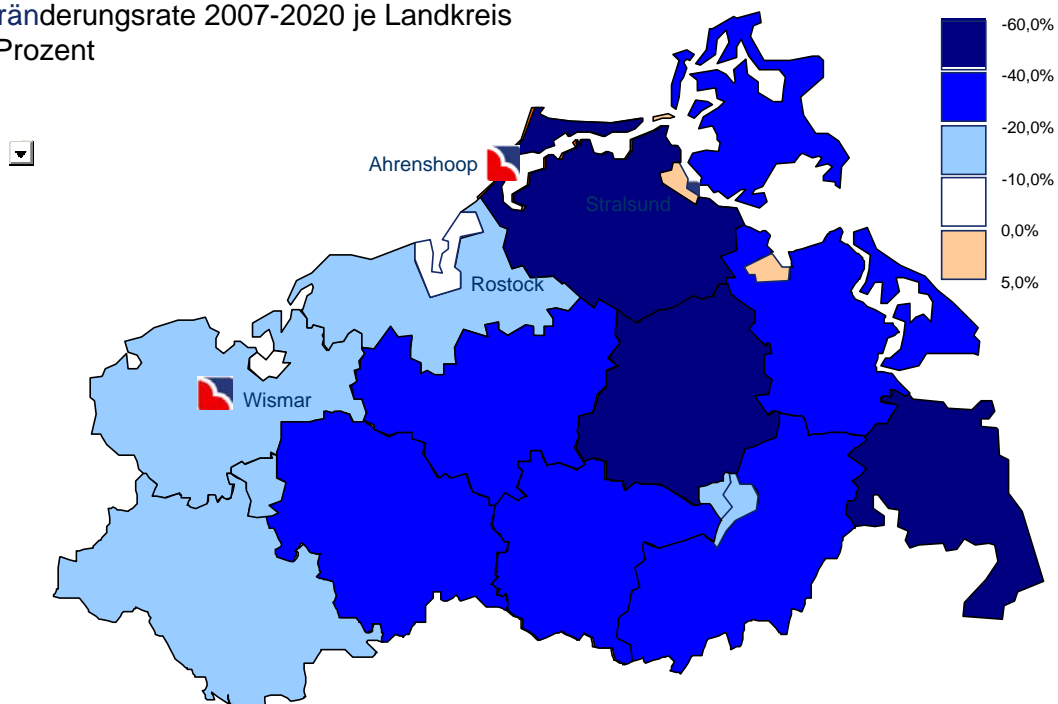 ränderungsrate 2007-2020 je Landkreis
Prozent
-60,0%
-40,0%
-20,0%
-10,0%
0,0%
5,0%
Ahrenshoop
Stralsund
Rostock
Wismar